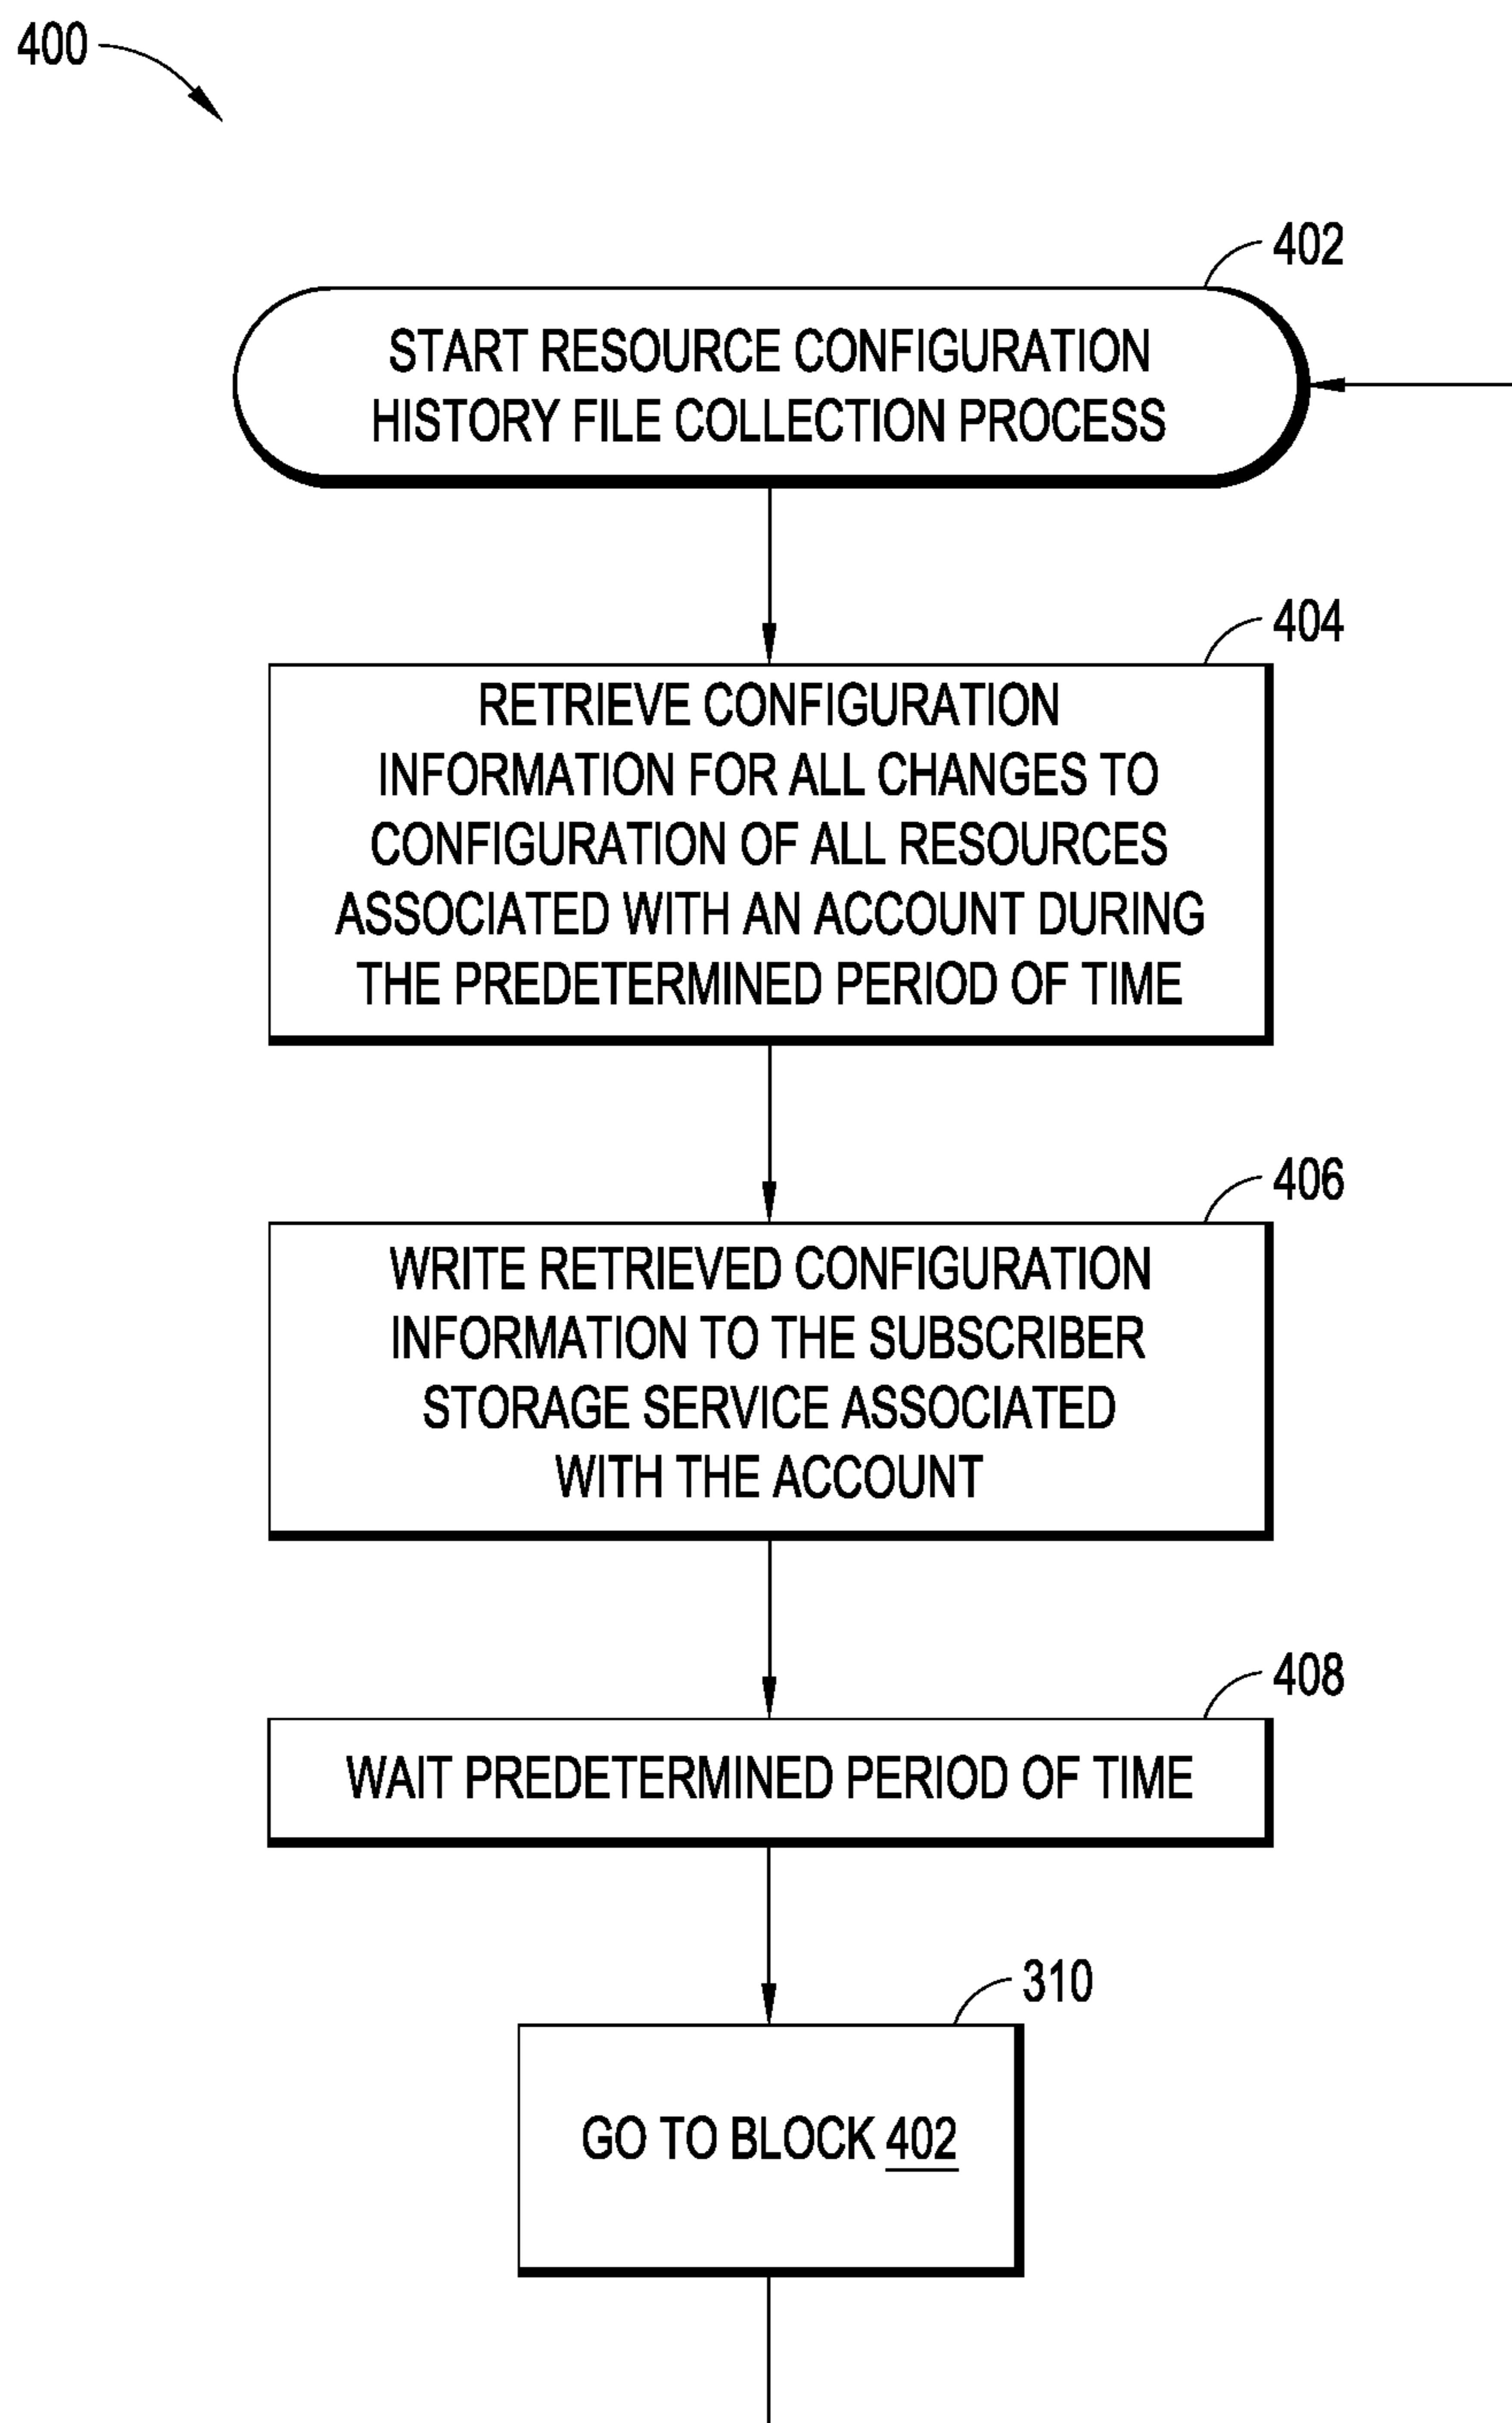 400
402
START RESOURCE CONFIGURATION
HISTORY FILE COLLECTION PROCESS
404
RETRIEVE CONFIGURATION
INFORMATION FOR ALL CHANGES TO
CONFIGURATION OF ALL RESOURCES
ASSOCIATED WITH AN ACCOUNT DURING
THE PREDETERMINED PERIOD OF TIME
406
WRITE RETRIEVED CONFIGURATION
INFORMATION TO THE SUBSCRIBER
STORAGE SERVICE ASSOCIATED
WITH THE ACCOUNT
408
WAIT PREDETERMINED PERIOD OF TIME
310
GO TO BLOCK 402